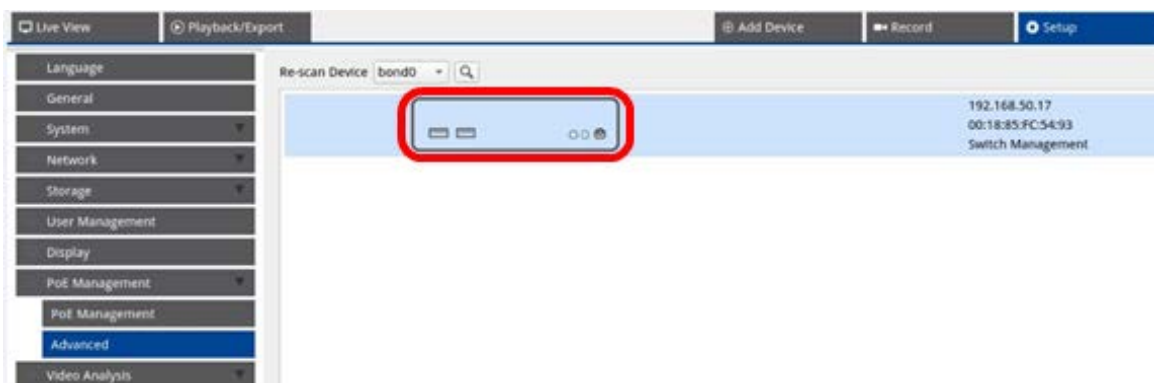 Live View
Playback/Export
Add Device
Record
Setup
Language
General
System
Network
Storage
User Management
Display
PoE Management
PoE Management
Advanced
Video Analysis
Re-scan Device bond0
192.168.50.17
00:18:85:FC:54:93
Switch Management